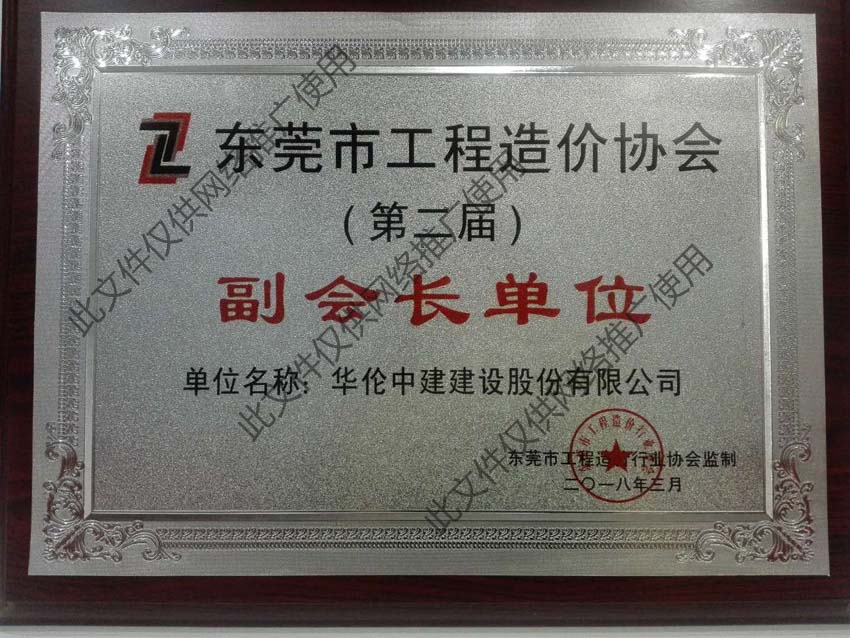 东莞市工程造价协会
(第二届)
副会长单位
单位名称：华伦中建建设股份有限公司
东莞市工程造价行业协会监制
二〇一八年三月
此文件仅供网络推广使用
此文件仅供网络推广使用
此文件仅供网络推广使用